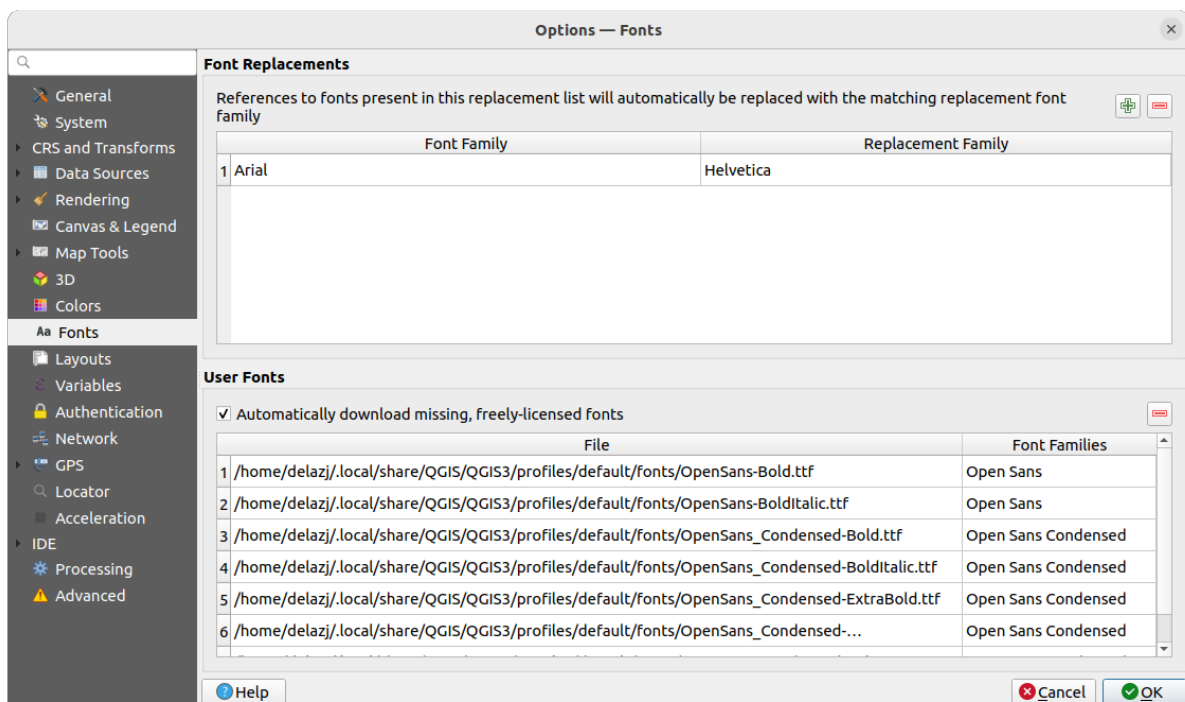 Options — Fonts
General
System
CRS and Transforms
Data Sources
Rendering
Canvas & Legend
Map Tools
3D
Colors
Aa Fonts
Layouts
Variables
Authentication
Network
GPS
Locator
Acceleration
IDE
Processing
Advanced
Font Replacements
References to fonts present in this replacement list will automatically be replaced with the matching replacement font
family
Font Family Replacement Family
1 Arial Helvetica
User Fonts
Automatically download missing, freely-licensed fonts
File Font Families
1 /home/delazj/.local/share/QGIS/QGIS3/profiles/default/fonts/OpenSans-Bold.ttf Open Sans
2 /home/delazj/.local/share/QGIS/QGIS3/profiles/default/fonts/OpenSans-BoldItalic.ttf Open Sans
3 /home/delazj/.local/share/QGIS/QGIS3/profiles/default/fonts/OpenSans_Condensed-Bold.ttf Open Sans Condensed
4 /home/delazj/.local/share/QGIS/QGIS3/profiles/default/fonts/OpenSans_Condensed-BoldItalic.ttf Open Sans Condensed
5 /home/delazj/.local/share/QGIS/QGIS3/profiles/default/fonts/OpenSans_Condensed-ExtraBold.ttf Open Sans Condensed
6 /home/delazj/.local/share/QGIS/QGIS3/profiles/default/fonts/OpenSans_Condensed-... Open Sans Condensed
Help Cancel OK